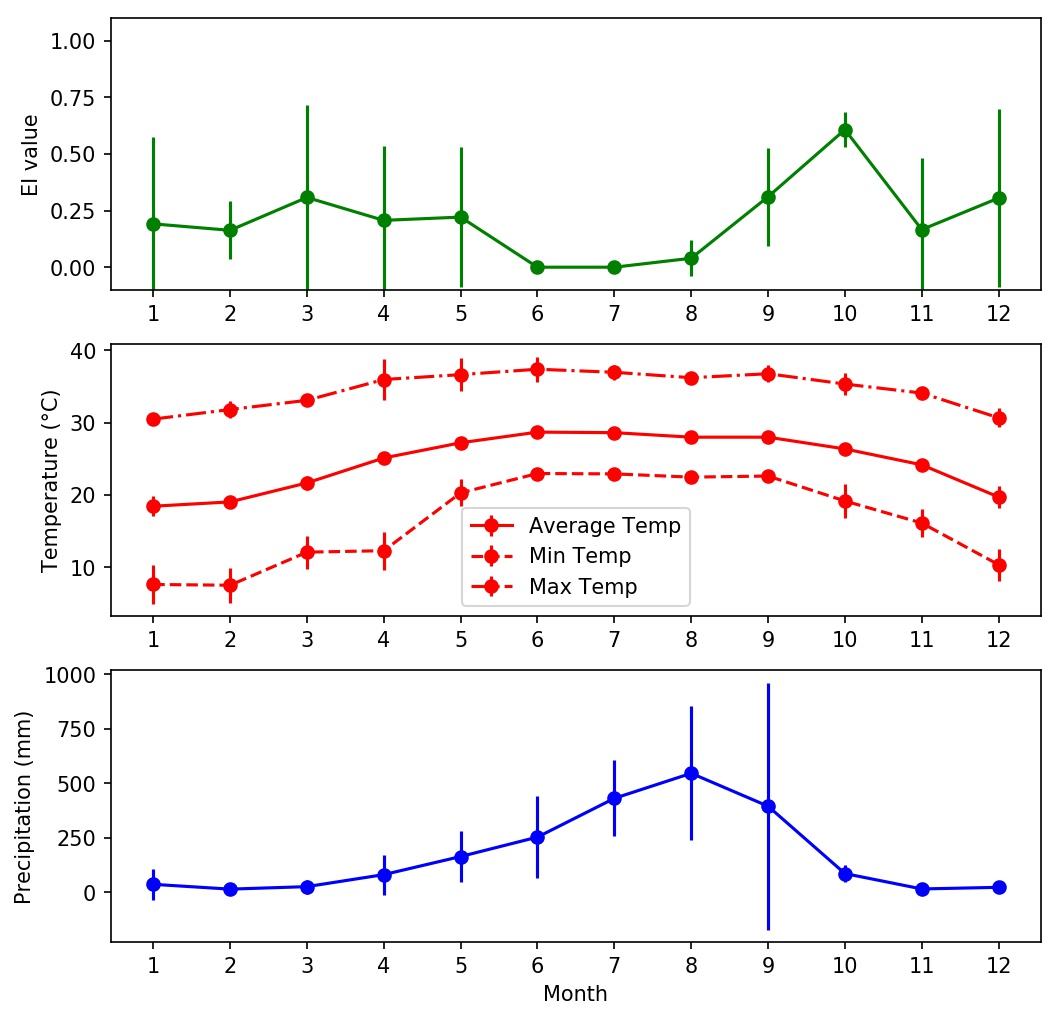 EI value
1.00
0.75
0.50
0.25
0.00
1 2 3 4 5 6 7 8 9 10 11 12
Temperature (°C)
40
30
20
10
Average Temp
Min Temp
Max Temp
1 2 3 4 5 6 7 8 9 10 11 12
Precipitation (mm)
1000
750
500
250
0
1 2 3 4 5 6 7 8 9 10 11 12
Month